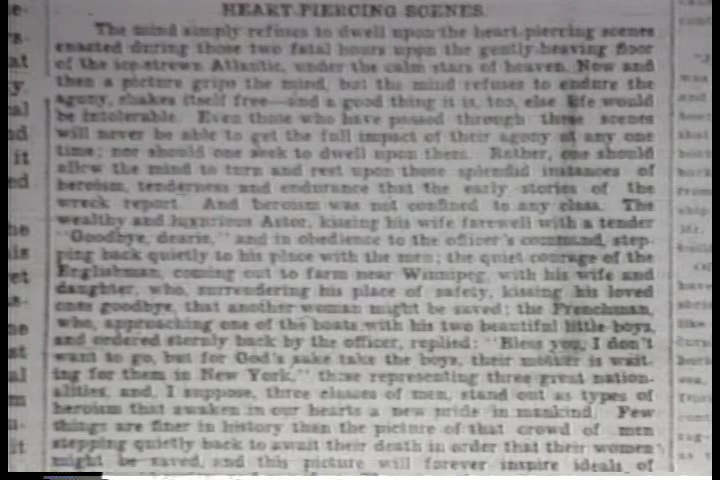 HEART-PIERCING SCENES.
The mind simply refuses to dwell upon the heart-piercing scenes
enacted during those two fatal hours upon the gently-heaving floor
of the ice-strewn Atlantic, under the calm stars of heaven. Now and
then a picture grips the mind, but the mind refuses to endure the
agony, shakes itself free—and a good thing it is, too, else life would
be intolerable. Even those who have passed through these scenes
will never be able to get the full impact of their agony at any one
time; nor should one seek to dwell upon them. Rather, one should
allow the mind to turn and rest upon those splendid instances of
heroism, tenderness and endurance that the early stories of the
wreck report. And heroism was not confined to any class. The
wealthy and luxurious Astor, kissing his wife farewell with a tender
"Goodbye, dearie," and in obedience to the officer's command, step-
ping back quietly to his place with the men; the quiet courage of the
Englishman, coming out to farm near Winnipeg, with his wife and
daughter, who, surrendering his place of safety, kissing his loved
ones goodbye, that another woman might be saved; the Frenchman,
who, approaching one of the boats with his two beautiful little boys,
and ordered sternly back by the officer, replied: "Bless you, I don't
want to go, but for God's sake take the boys, their mother is wait-
ing for them in New York," these representing three great nation-
alities, and, I suppose, three classes of men, stand out as types of
heroism that awaken in our hearts a new pride in mankind. Few
things are finer in history than the picture of that crowd of men
stepping quietly back to await their death in order that their women
might be saved, and this picture will forever inspire ideals of